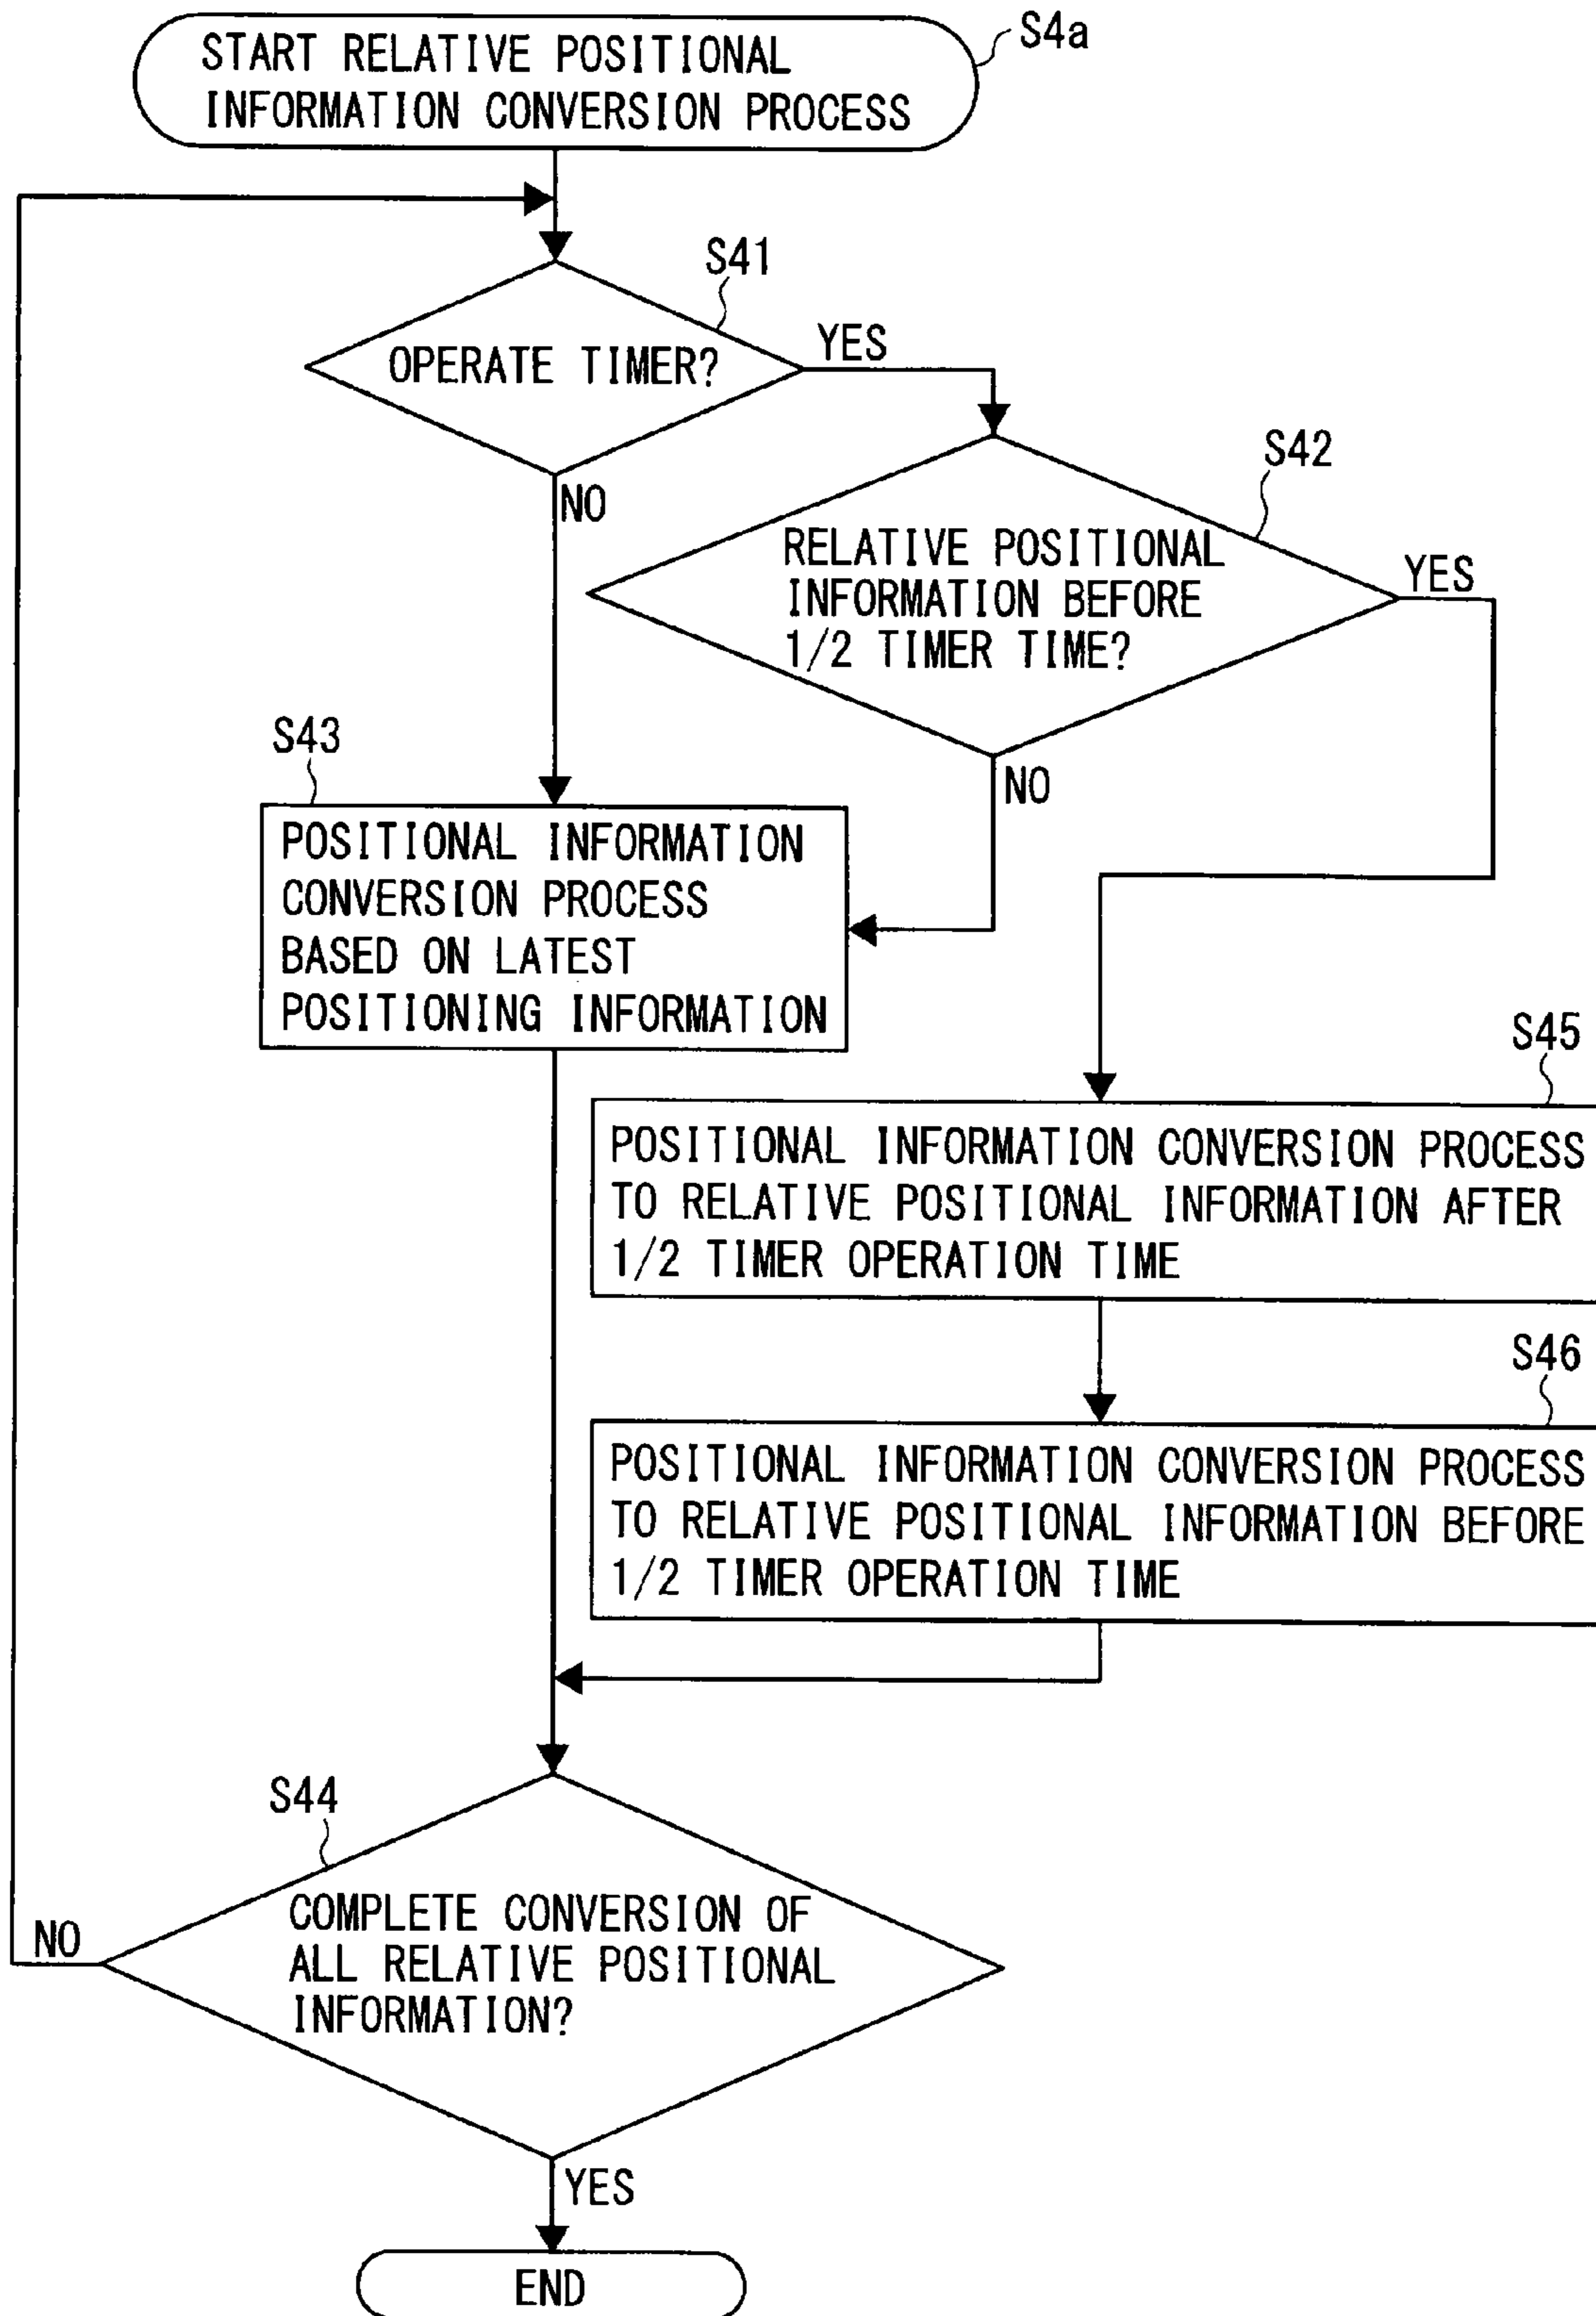 START RELATIVE POSITIONAL
INFORMATION CONVERSION PROCESS
S4a
S41
OPERATE TIMER?
YES
NO
S42
RELATIVE POSITIONAL
INFORMATION BEFORE
1/2 TIMER TIME?
YES
NO
S43
POSITIONAL INFORMATION
CONVERSION PROCESS
BASED ON LATEST
POSITIONING INFORMATION
S45
POSITIONAL INFORMATION CONVERSION PROCESS
TO RELATIVE POSITIONAL INFORMATION AFTER
1/2 TIMER OPERATION TIME
S46
POSITIONAL INFORMATION CONVERSION PROCESS
TO RELATIVE POSITIONAL INFORMATION BEFORE
1/2 TIMER OPERATION TIME
S44
COMPLETE CONVERSION OF
ALL RELATIVE POSITIONAL
INFORMATION?
NO
YES
END